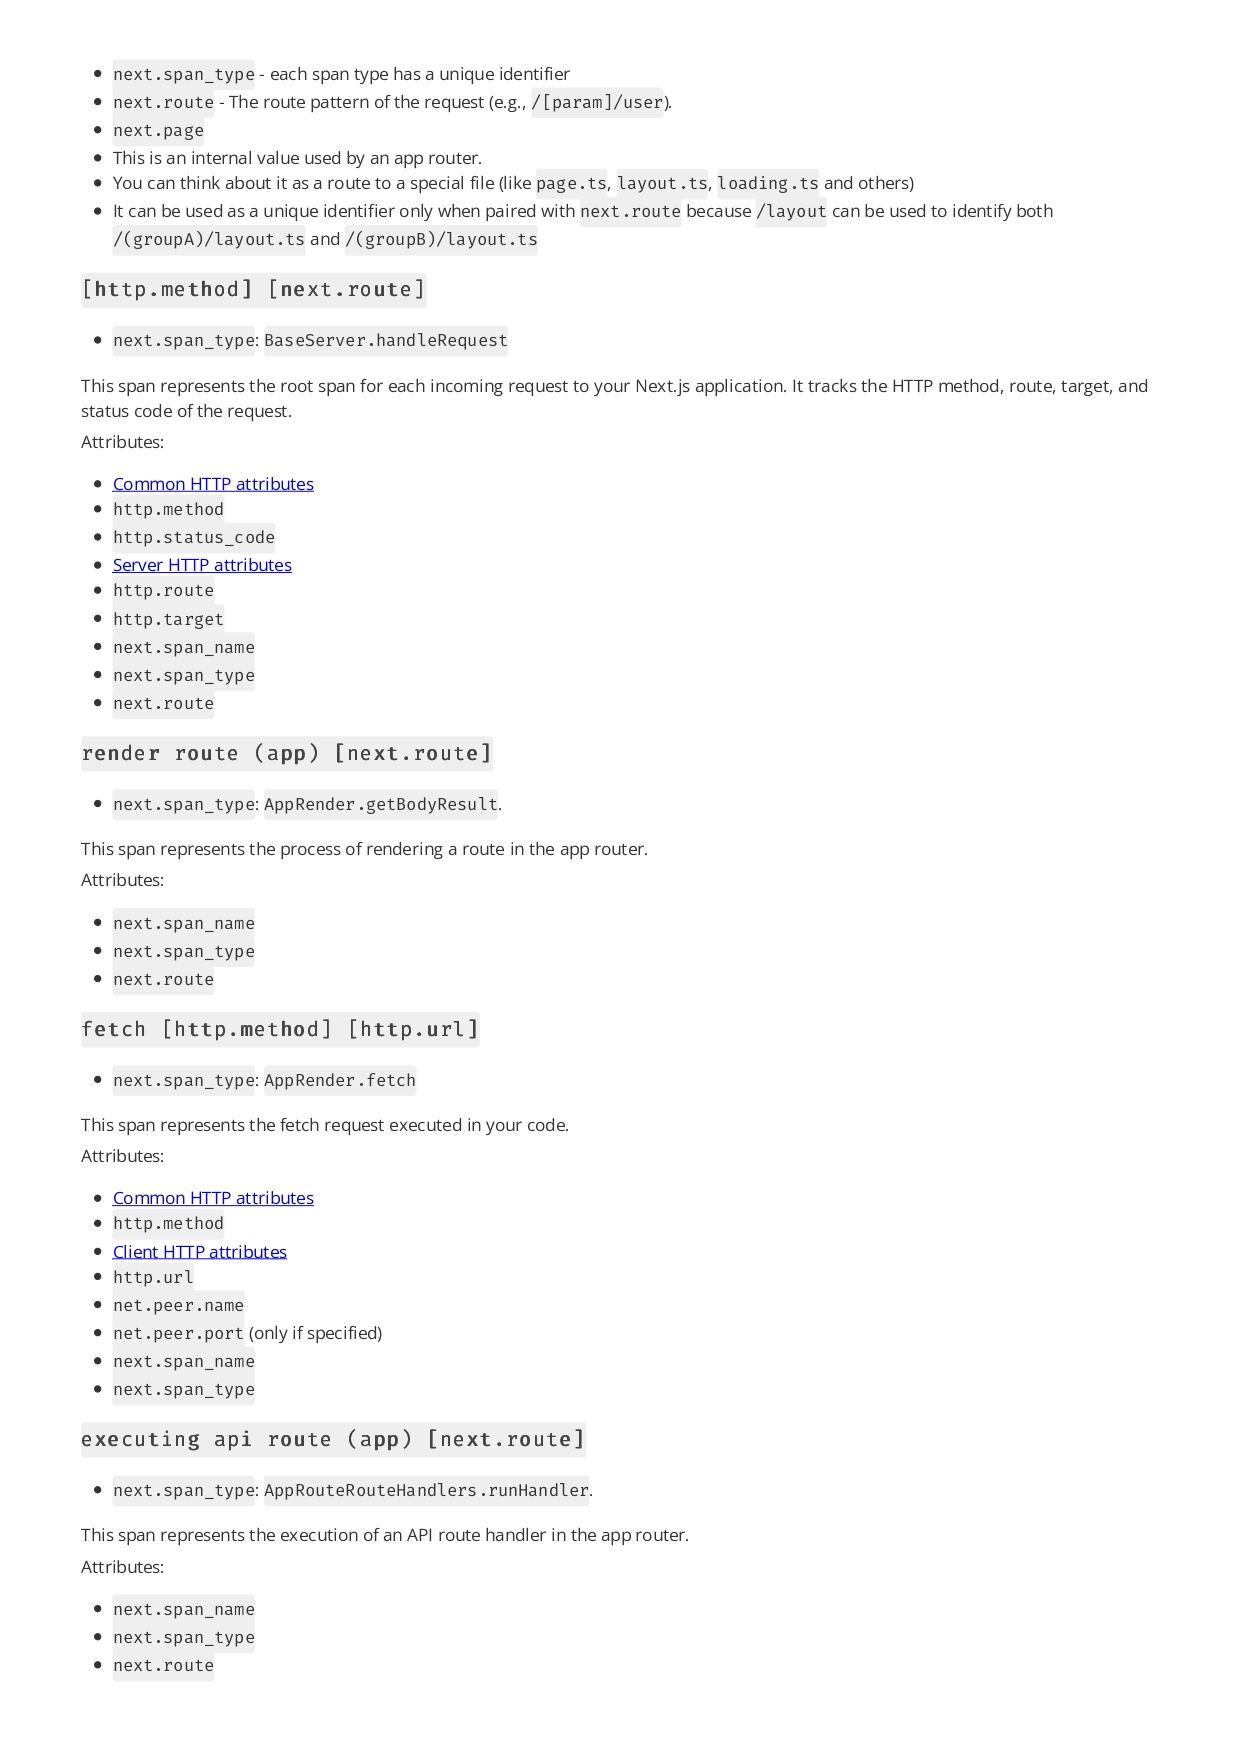 next.span_type - each span type has a unique identifier
next.route - The route pattern of the request (e.g., /[param]/user).
next.page
This is an internal value used by an app router.
You can think about it as a route to a special file (like page.ts, layout.ts, loading.ts and others)
It can be used as a unique identifier only when paired with next.route because /layout can be used to identify both
/(groupA)/layout.ts and /(groupB)/layout.ts
[http.method] [next.route]
next.span_type: BaseServer.handleRequest
This span represents the root span for each incoming request to your Next.js application. It tracks the HTTP method, route, target, and
status code of the request.
Attributes:
Common HTTP attributes
http.method
http.status_code
Server HTTP attributes
http.route
http.target
next.span_name
next.span_type
next.route
render route (app) [next.route]
next.span_type: AppRender.getBodyResult.
This span represents the process of rendering a route in the app router.
Attributes:
next.span_name
next.span_type
next.route
fetch [http.method] [http.url]
next.span_type: AppRender.fetch
This span represents the fetch request executed in your code.
Attributes:
Common HTTP attributes
http.method
Client HTTP attributes
http.url
net.peer.name
net.peer.port (only if specified)
next.span_name
next.span_type
executing api route (app) [next.route]
next.span_type: AppRouteRouteHandlers.runHandler.
This span represents the execution of an API route handler in the app router.
Attributes:
next.span_name
next.span_type
next.route